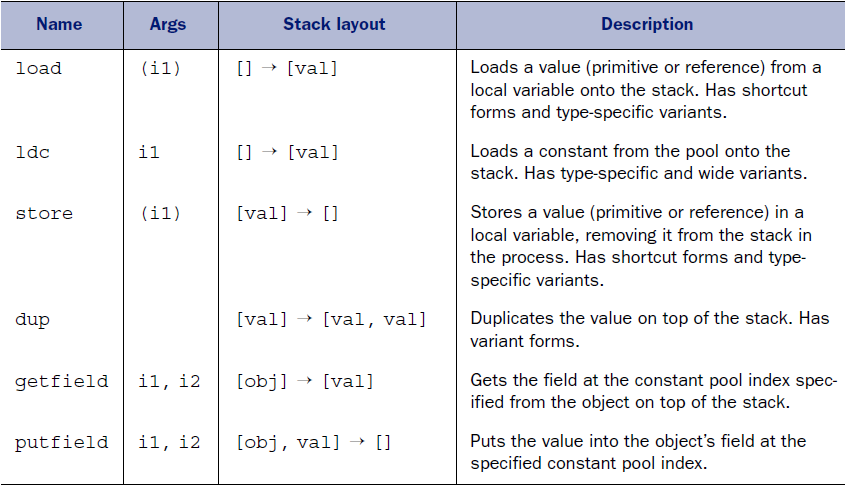 Name Args Stack layout Description
load (i1) [] → [val] Loads a value (primitive or reference) from a
local variable onto the stack. Has shortcut
forms and type-specific variants.
ldc i1 [] → [val] Loads a constant from the pool onto the
stack. Has type-specific and wide variants.
store (i1) [val] → [] Stores a value (primitive or reference) in a
local variable, removing it from the stack in
the process. Has shortcut forms and type-
specific variants.
dup [val] → [val, val] Duplicates the value on top of the stack. Has
variant forms.
getfield i1, i2 [obj] → [val] Gets the field at the constant pool index spec-
ified from the object on top of the stack.
putfield i1, i2 [obj, val] → [] Puts the value into the object’s field at the
specified constant pool index.